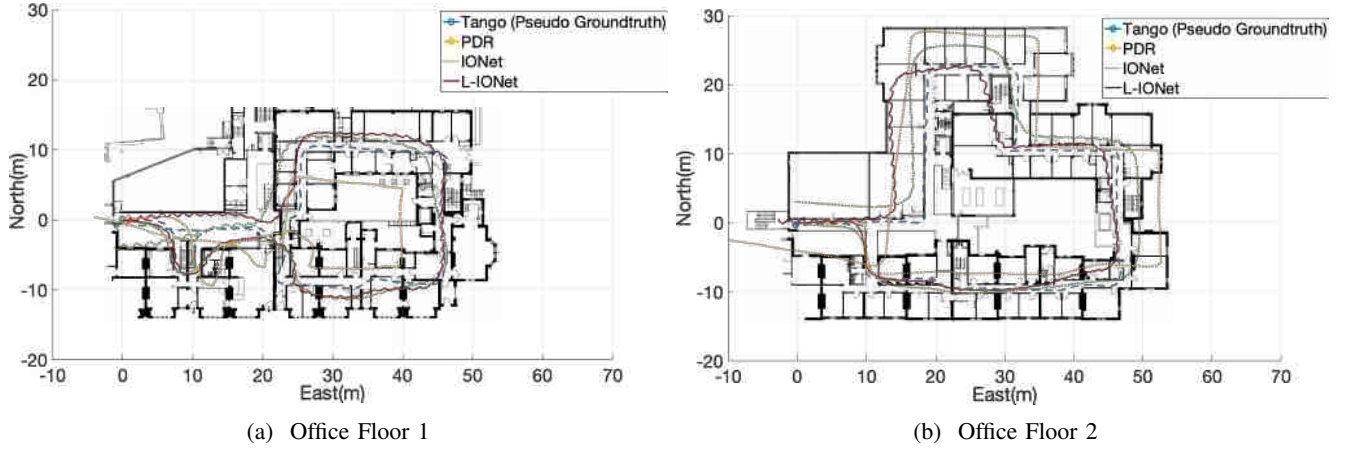 30
20
10
0
-10
-20
-10 0 10 20 30 40 50 60 70
North(m)
East(m)
Tango (Pseudo Groundtruth)
PDR
IONet
L-IONet
(a) Office Floor 1
30
20
10
0
-10
-20
-10 0 10 20 30 40 50 60 70
North(m)
East(m)
Tango (Pseudo Groundtruth)
PDR
IONet
L-IONet
(b) Office Floor 2